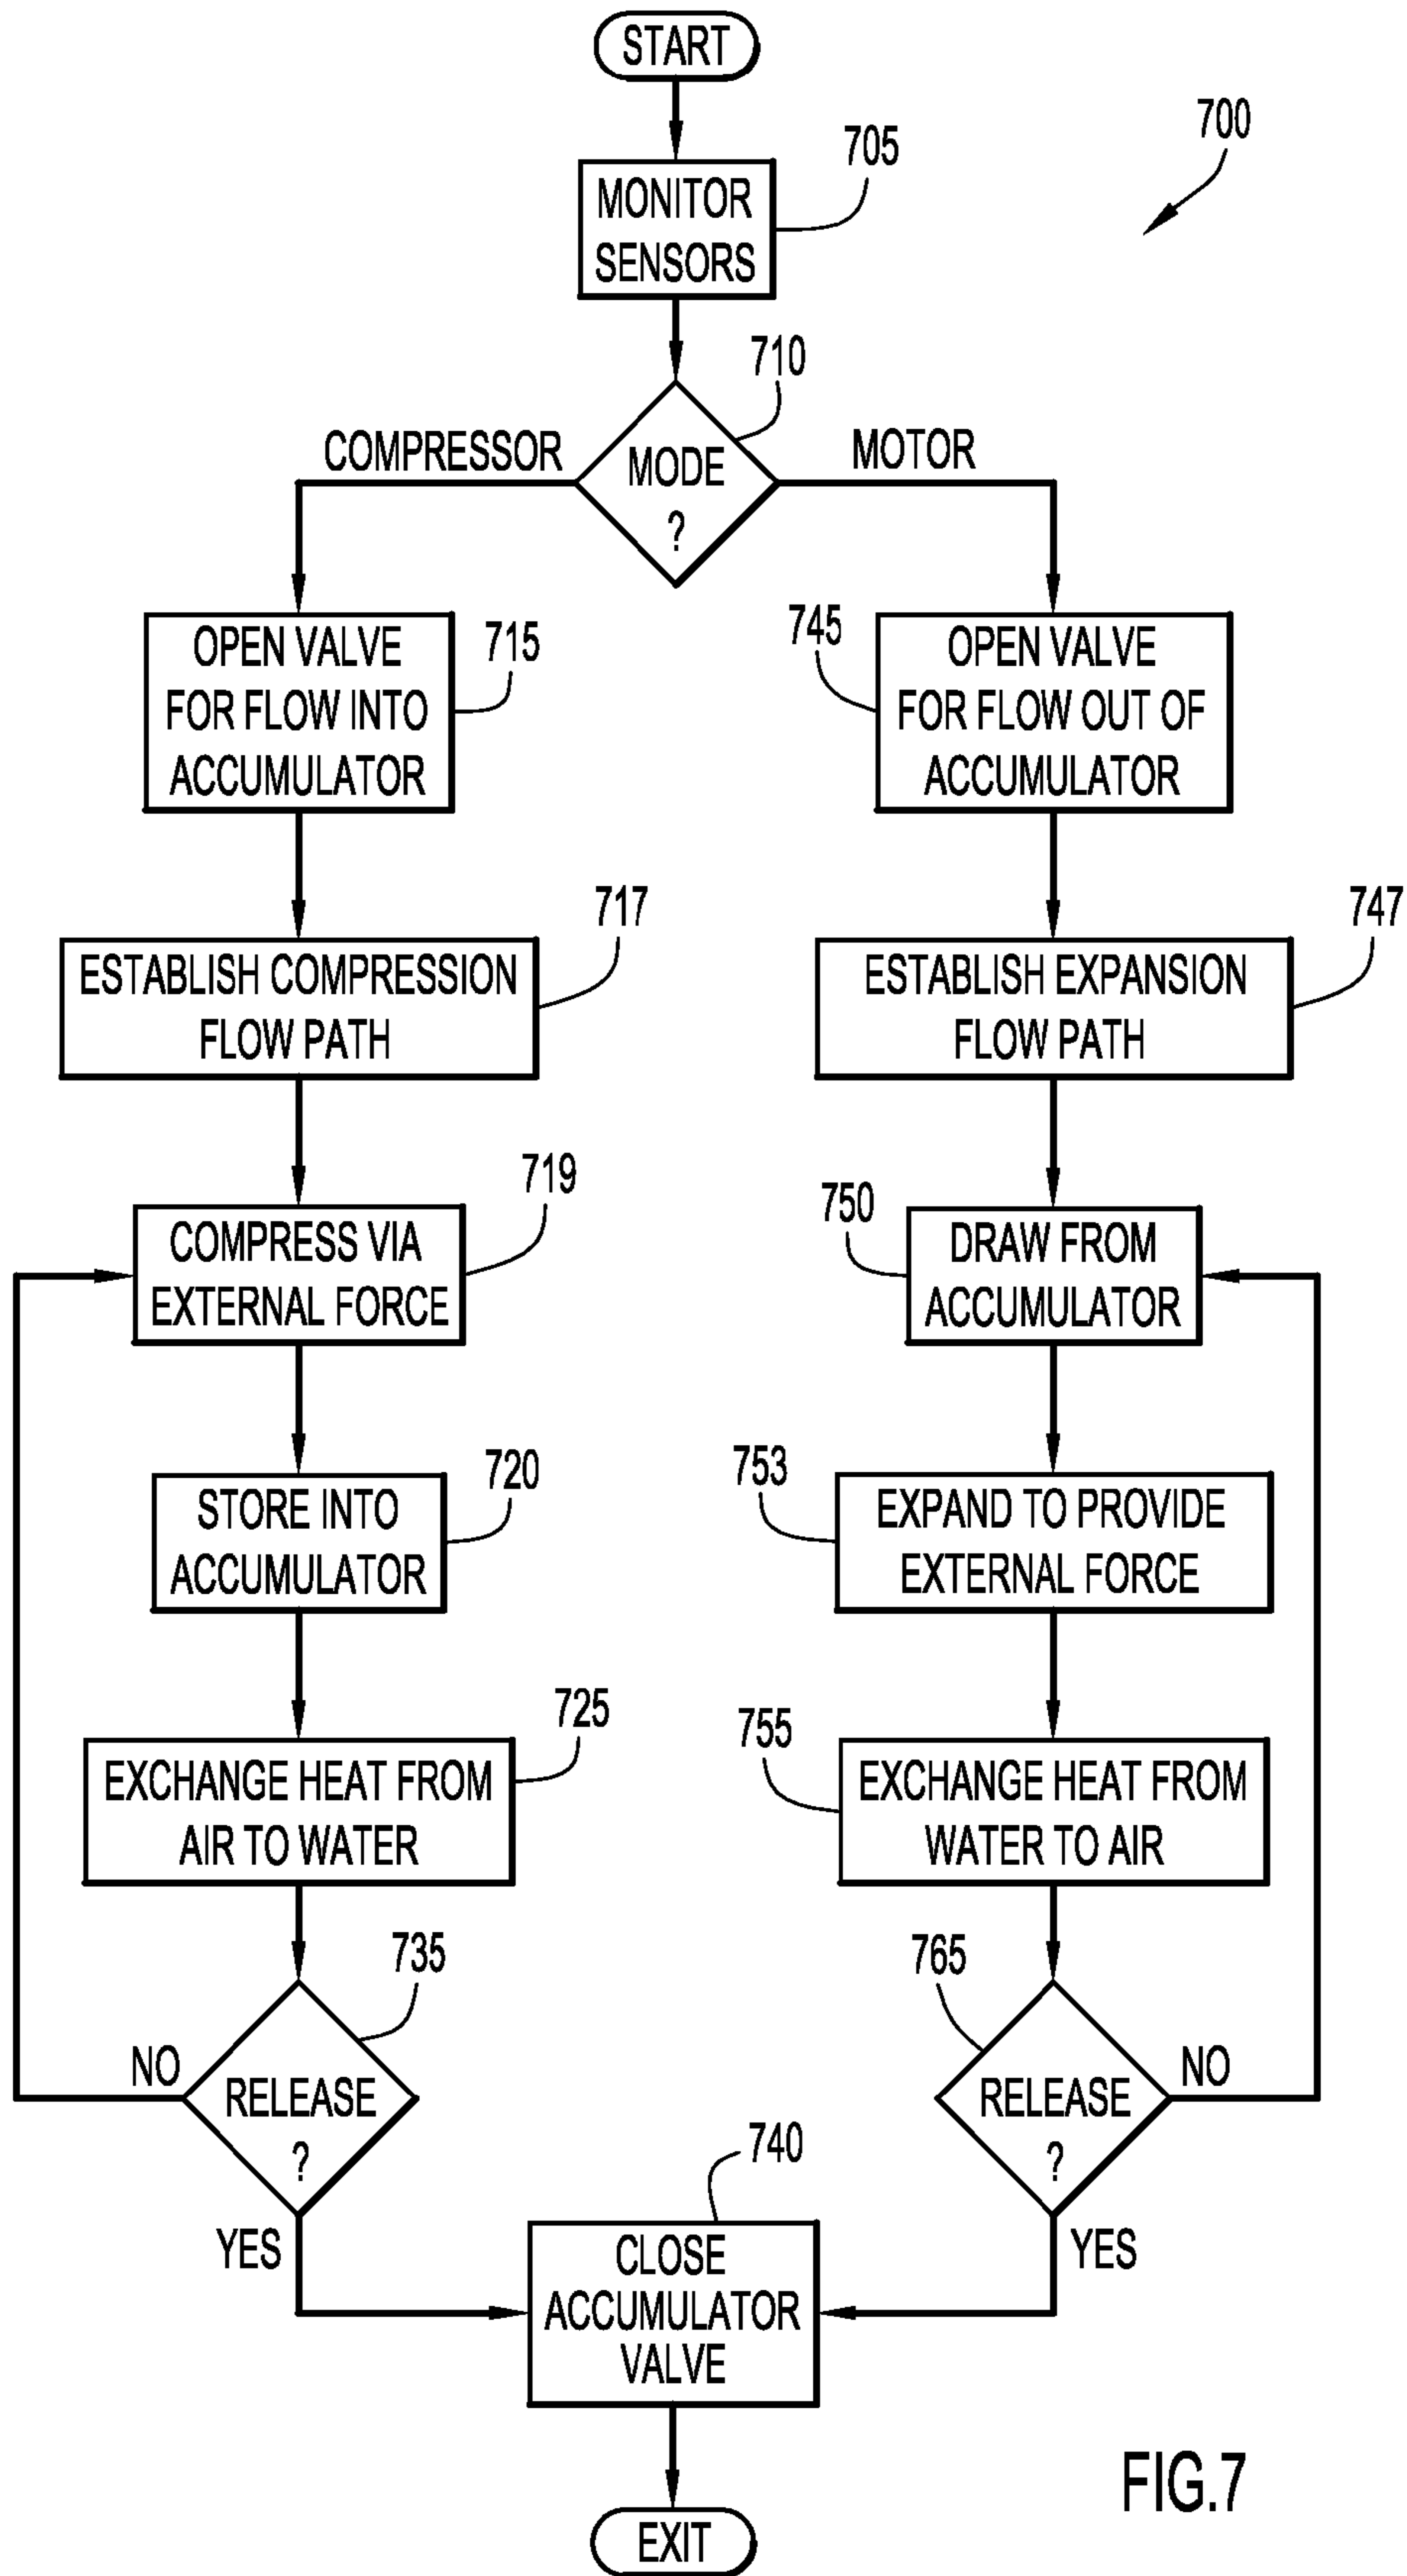 START
700
705
MONITOR
SENSORS
710
COMPRESSOR
MODE
?
MOTOR
OPEN VALVE
FOR FLOW INTO
ACCUMULATOR
715
745
OPEN VALVE
FOR FLOW OUT OF
ACCUMULATOR
717
ESTABLISH COMPRESSION
FLOW PATH
747
ESTABLISH EXPANSION
FLOW PATH
719
COMPRESS VIA
EXTERNAL FORCE
750
DRAW FROM
ACCUMULATOR
720
STORE INTO
ACCUMULATOR
753
EXPAND TO PROVIDE
EXTERNAL FORCE
725
EXCHANGE HEAT FROM
AIR TO WATER
755
EXCHANGE HEAT FROM
WATER TO AIR
735
NO
RELEASE
?
YES
765
RELEASE
?
NO
YES
740
CLOSE
ACCUMULATOR
VALVE
EXIT
FIG.7